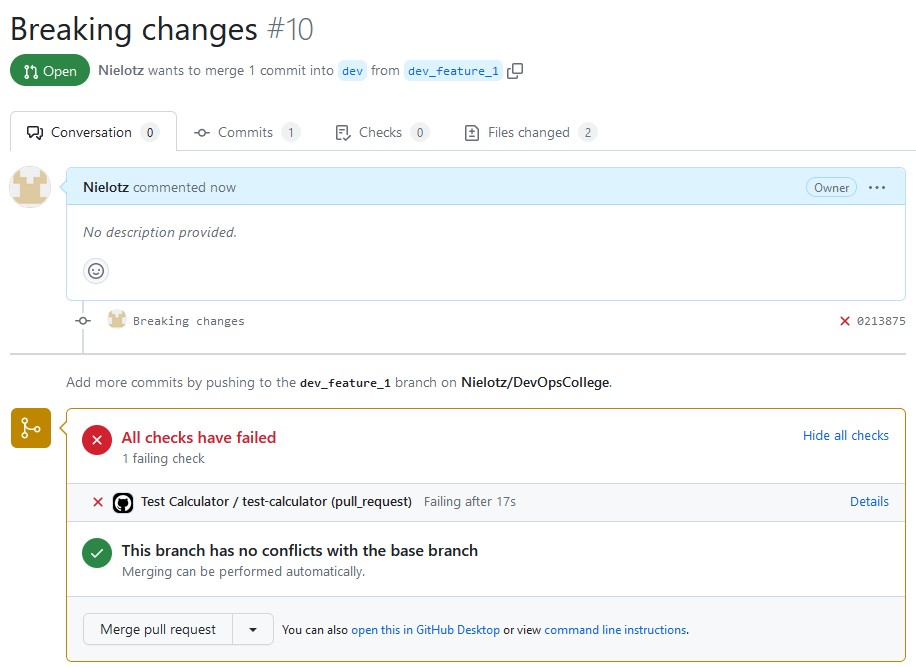 Breaking changes #10
Open Nielotz wants to merge 1 commit into dev from dev_feature_1
Conversation 0 Commits 1 Checks 0 Files changed 2
Nielotz commented now Owner
No description provided.
Breaking changes 0213875
Add more commits by pushing to the dev_feature_1 branch on Nielotz/DevOpsCollege.
All checks have failed Hide all checks
1 failing check
Test Calculator / test-calculator (pull_request) Failing after 17s Details
This branch has no conflicts with the base branch
Merging can be performed automatically.
Merge pull request You can also open this in GitHub Desktop or view command line instructions.